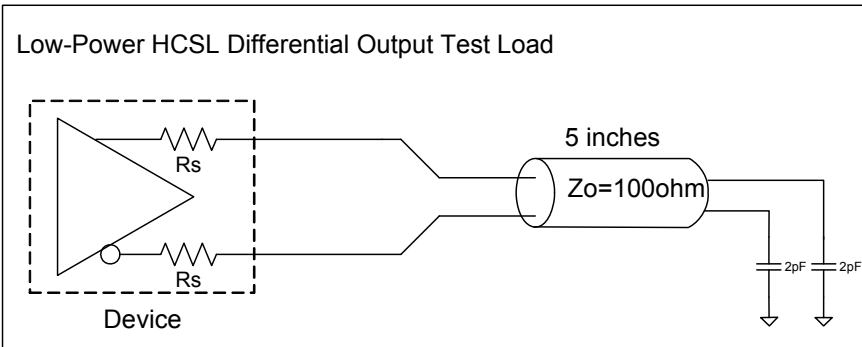 Low-Power HCSL Differential Output Test Load
Rs
Rs
Device
5 inches
Zo=100ohm
2pF
2pF